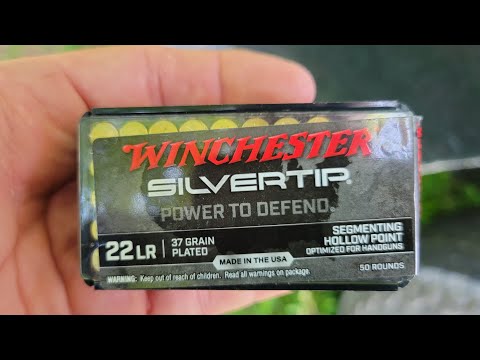 WINCHESTER
SILVERTIP®
POWER TO DEFEND
22 LR
37 GRAIN
PLATED
SEGMENTING
HOLLOW POINT
OPTIMIZED FOR HANDGUNS
MADE IN THE USA
50 ROUNDS
WARNING: Keep out of reach of children. Read all warnings on package.